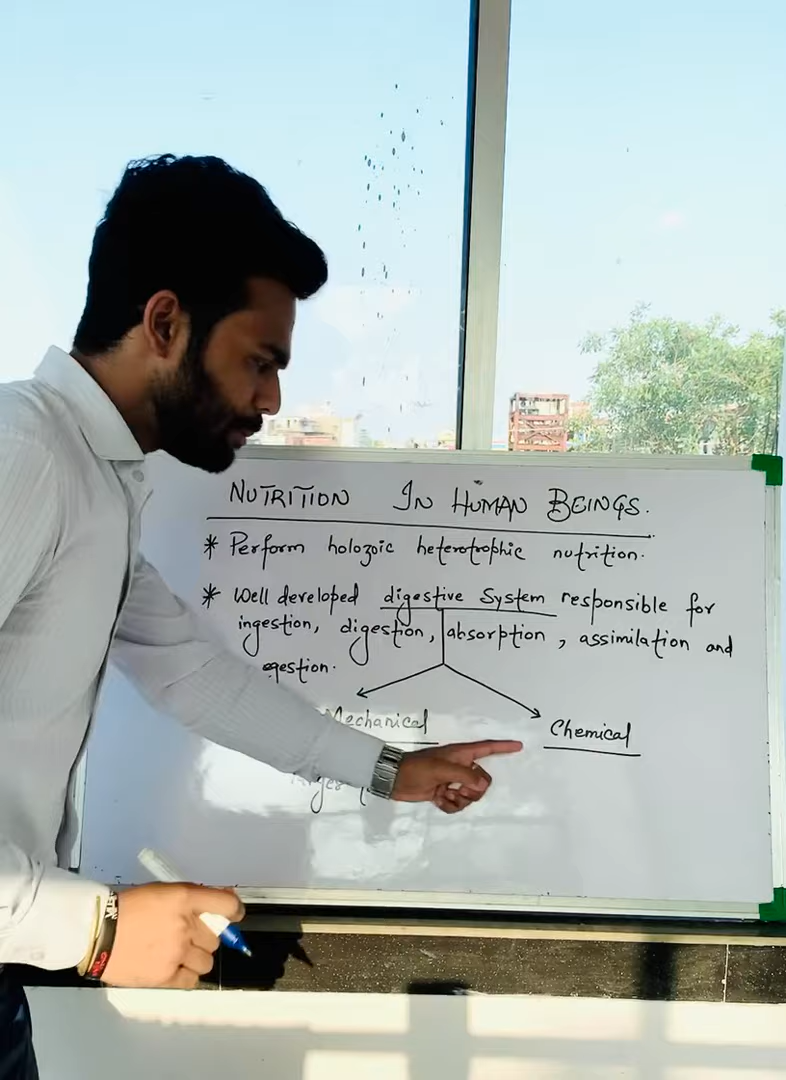 NUTRITION IN HUMAN BEINGS.
* Perform holozoic heterotrophic nutrition.
* Well developed digestive System responsible for
ingestion, digestion, absorption, assimilation and
egestion.
Mechanical
Chemical